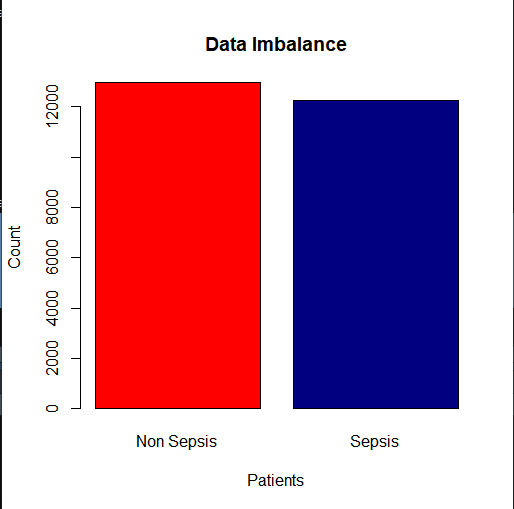 Data Imbalance
Count
12000
8000
6000
4000
2000
0
Non Sepsis
Sepsis
Patients